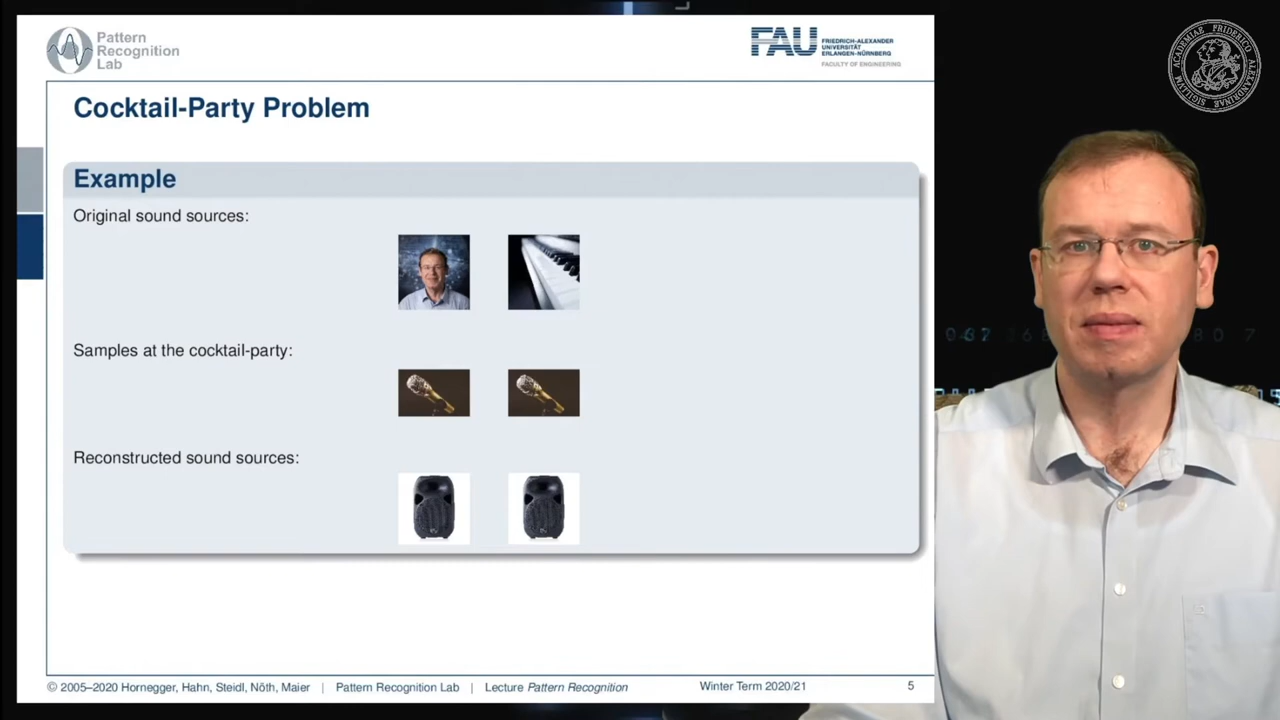 Pattern
Recognition
Lab
FAU
FRIEDRICH-ALEXANDER
UNIVERSITÄT
ERLANGEN-NÜRNBERG
FACULTY OF ENGINEERING
Cocktail-Party Problem
Example
Original sound sources:
Samples at the cocktail-party:
Reconstructed sound sources:
© 2005–2020 Hornegger, Hahn, Steidl, Nöth, Maier | Pattern Recognition Lab | Lecture Pattern Recognition Winter Term 2020/21 5